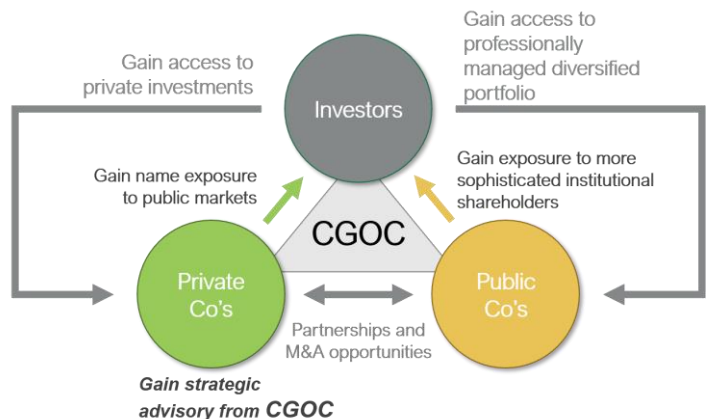 Gain access to
private investments
Investors
Gain access to
professionally
managed diversified
portfolio
Gain name exposure
to public markets
Gain exposure to more
sophisticated institutional
shareholders
CGOC
Private
Co's
Public
Co's
Partnerships and
M&A opportunities
Gain strategic
advisory from CGOC